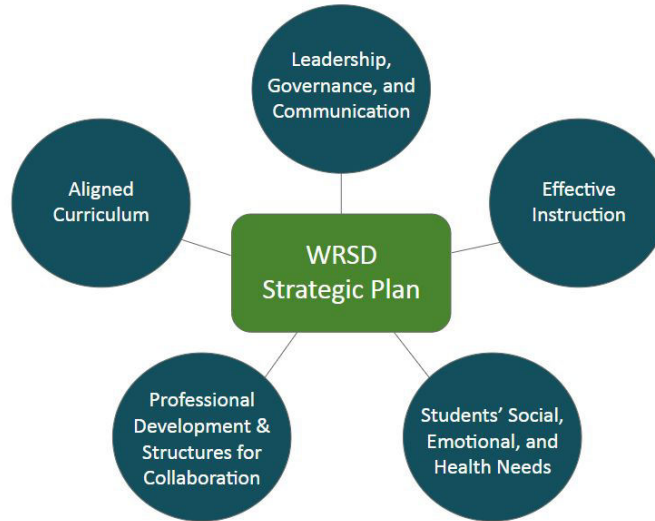 Leadership,
Governance, and
Communication
Aligned
Curriculum
Effective
Instruction
WRSD
Strategic Plan
Professional
Development &
Structures for
Collaboration
Students’ Social,
Emotional, and
Health Needs